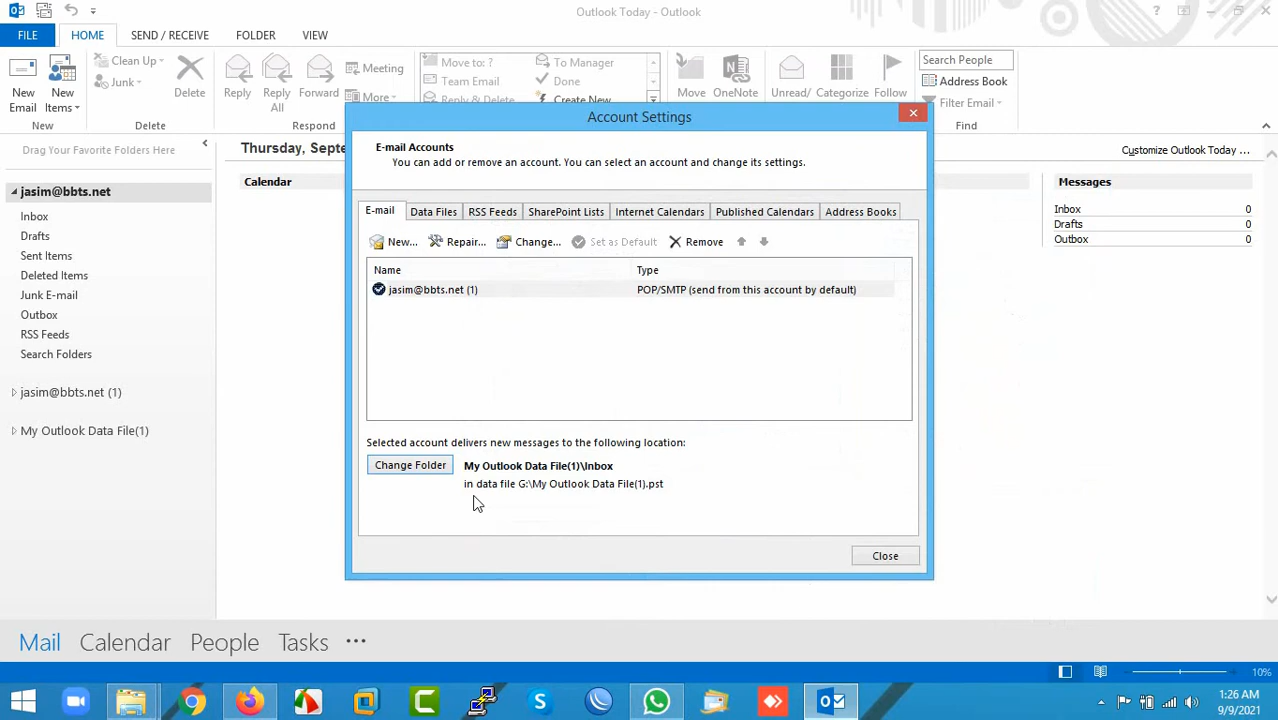 Outlook Today - Outlook
FILE HOME SEND / RECEIVE FOLDER VIEW
New Email
New Items
Clean Up
Junk
Delete
Reply
Reply All
Forward
Meeting
More
Move to: ?
Team Email
Reply & Delete
To Manager
Done
Create New
Move
OneNote
Unread/
Categorize
Follow
Search People
Address Book
Filter Email
New Delete Respond Find
Drag Your Favorite Folders Here
jasim@bbts.net
Inbox
Drafts
Sent Items
Deleted Items
Junk E-mail
Outbox
RSS Feeds
Search Folders
jasim@bbts.net (1)
My Outlook Data File(1)
Thursday, Septe
Customize Outlook Today ...
Calendar
Messages
Inbox 0
Drafts 0
Outbox 0
Account Settings
E-mail Accounts
You can add or remove an account. You can select an account and change its settings.
E-mail Data Files RSS Feeds SharePoint Lists Internet Calendars Published Calendars Address Books
New... Repair... Change... Set as Default Remove
Name Type
jasim@bbts.net (1) POP/SMTP (send from this account by default)
Selected account delivers new messages to the following location:
Change Folder My Outlook Data File(1)\Inbox
in data file G:\My Outlook Data File(1).pst
Close
Mail Calendar People Tasks •••
10%
1:26 AM
9/9/2021